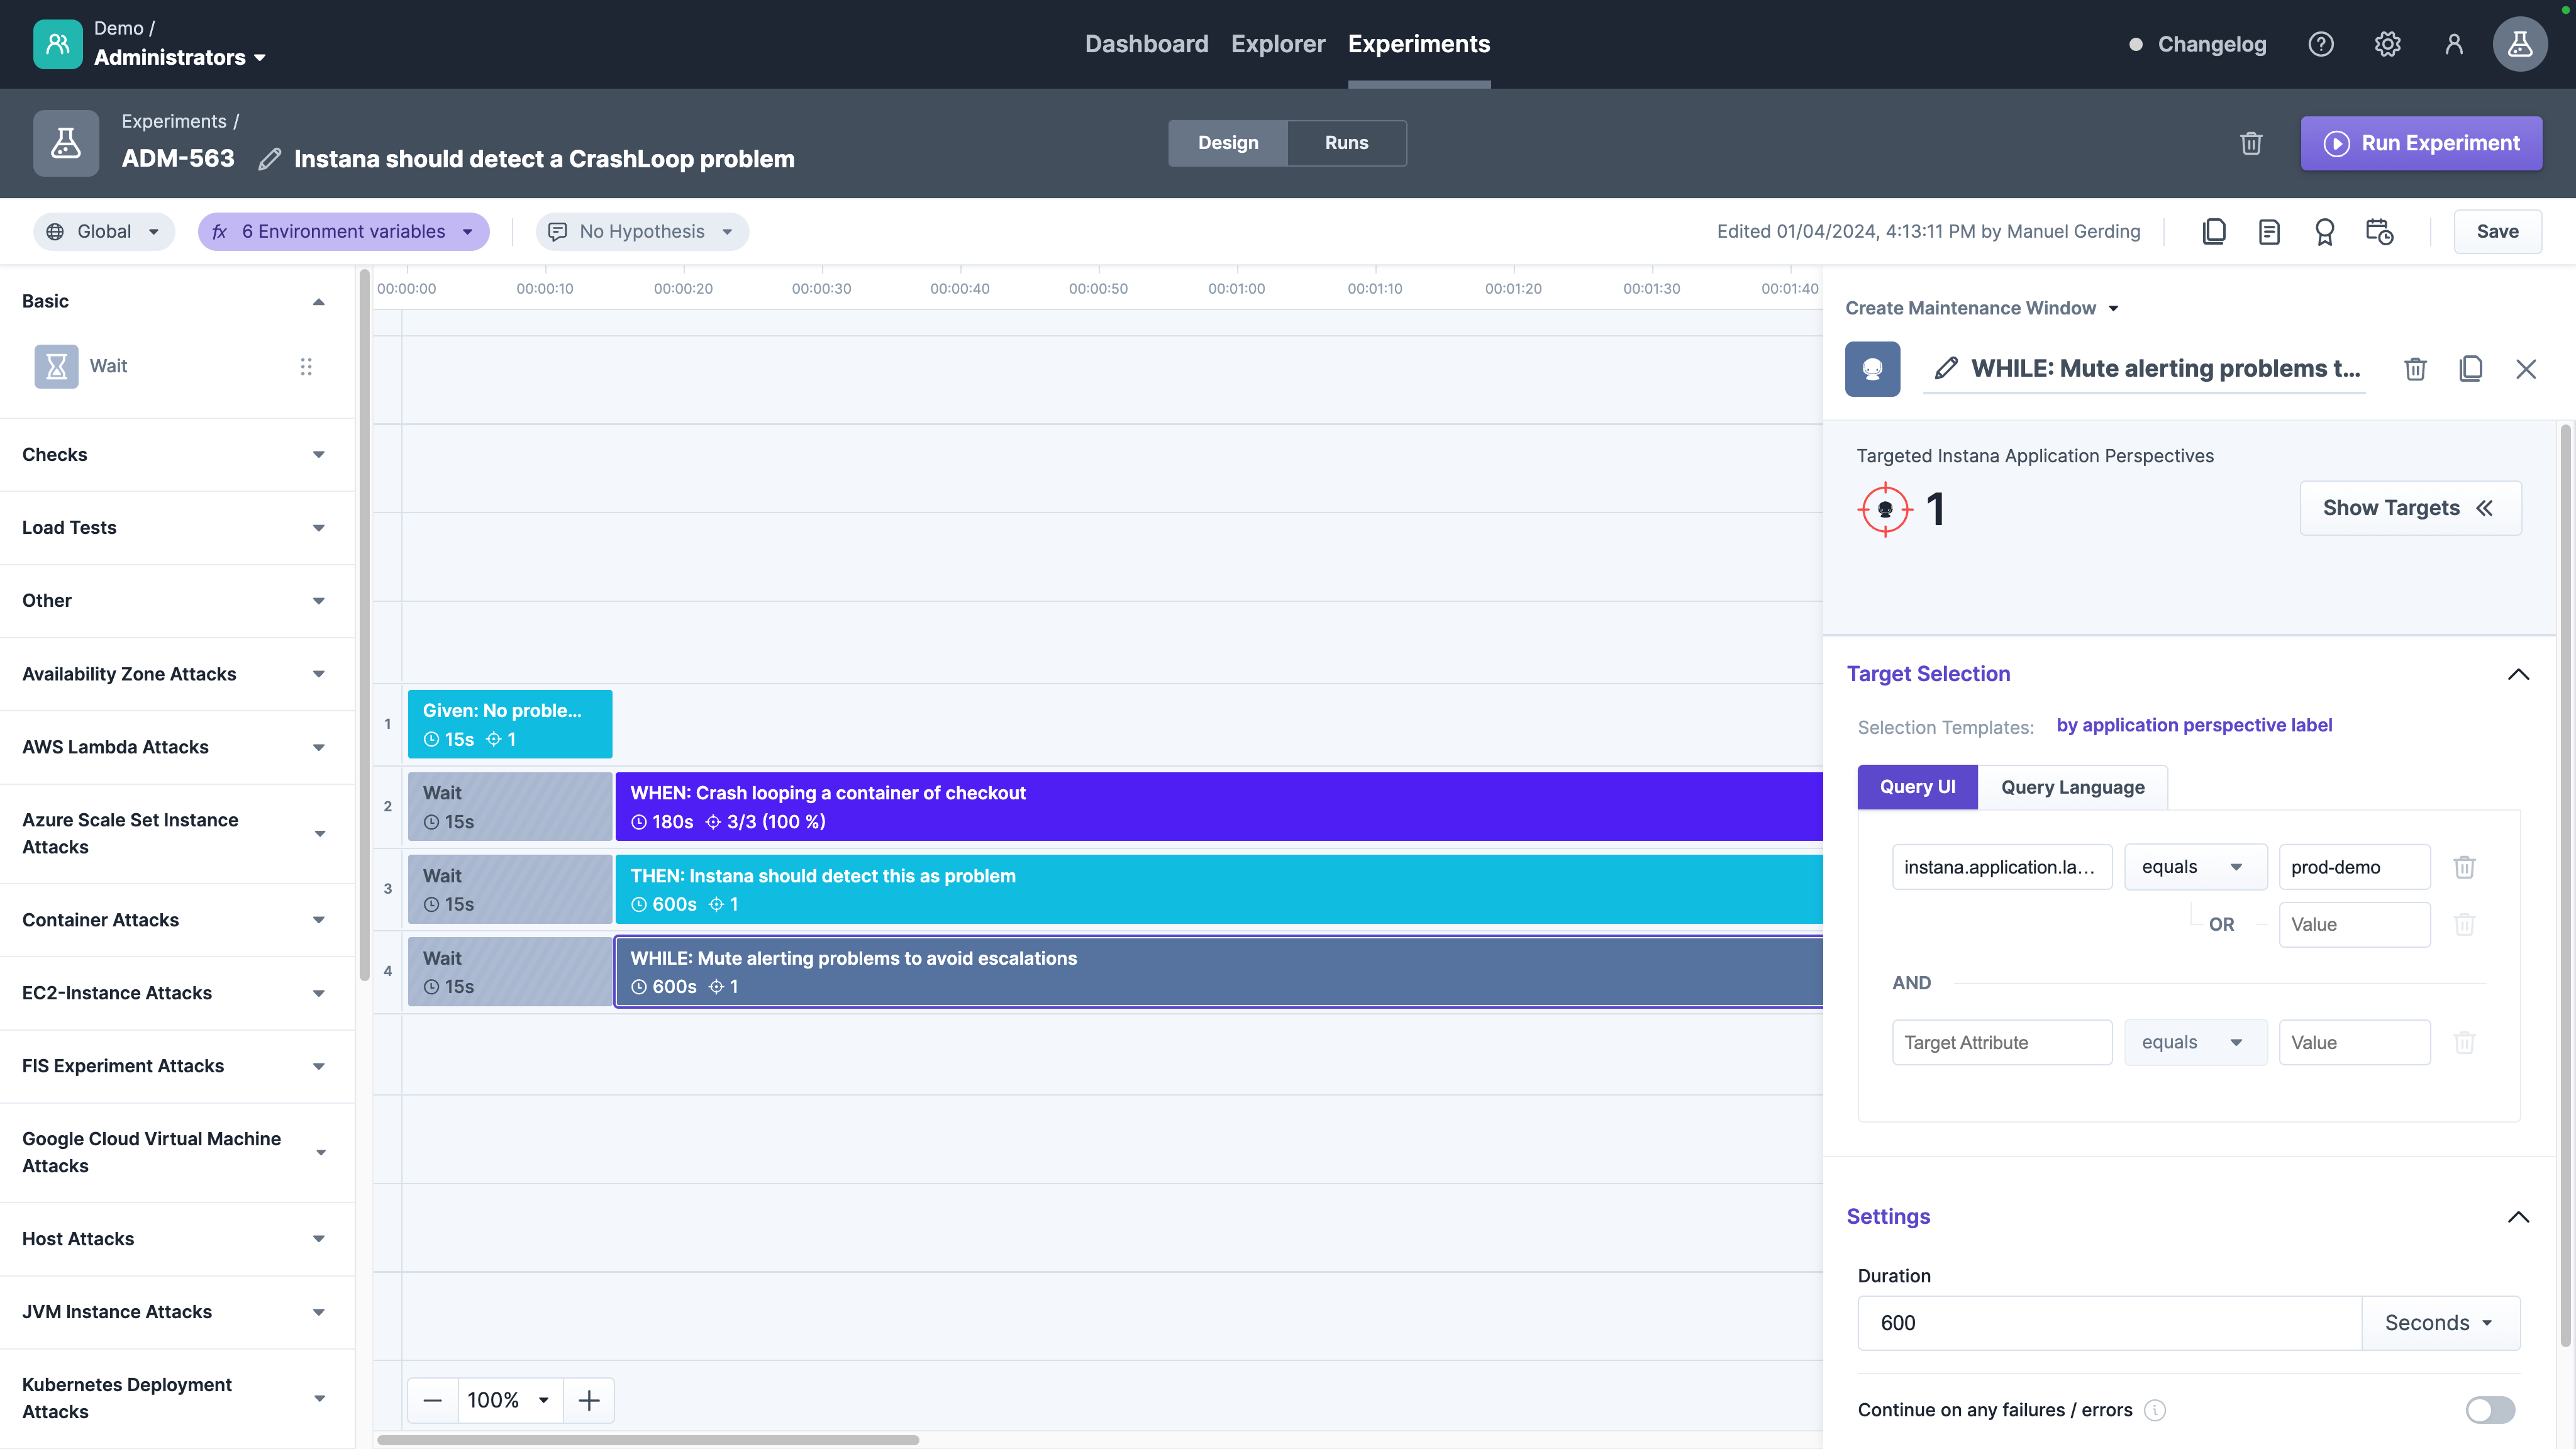 Demo /
Administrators
Dashboard Explorer Experiments
Changelog
Experiments /
ADM-563 Instana should detect a CrashLoop problem
Design Runs
Run Experiment
Global
fx 6 Environment variables
No Hypothesis
Edited 01/04/2024, 4:13:11 PM by Manuel Gerding
Save
Basic
Wait
Checks
Load Tests
Other
Availability Zone Attacks
AWS Lambda Attacks
Azure Scale Set Instance
Attacks
Container Attacks
EC2-Instance Attacks
FIS Experiment Attacks
Google Cloud Virtual Machine
Attacks
Host Attacks
JVM Instance Attacks
Kubernetes Deployment
Attacks
00:00:00 00:00:10 00:00:20 00:00:30 00:00:40 00:00:50 00:01:00 00:01:10 00:01:20 00:01:30 00:01:40
1
Given: No proble...
15s 1
2
Wait
15s
WHEN: Crash looping a container of checkout
180s 3/3 (100 %)
3
Wait
15s
THEN: Instana should detect this as problem
600s 1
4
Wait
15s
WHILE: Mute alerting problems to avoid escalations
600s 1
100%
Create Maintenance Window
WHILE: Mute alerting problems t...
Targeted Instana Application Perspectives
1
Show Targets
Target Selection
Selection Templates: by application perspective label
Query UI Query Language
instana.application.la... equals prod-demo
OR Value
AND
Target Attribute equals Value
Settings
Duration
600 Seconds
Continue on any failures / errors